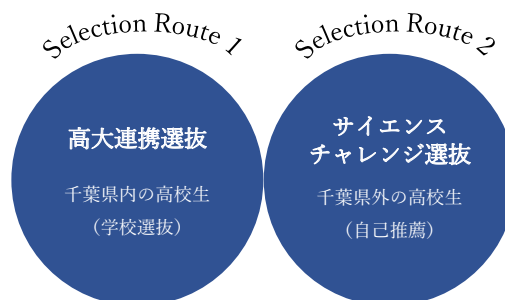 Selection Route 1
高大連携選抜
千葉県内の高校生
（学校選抜）
Selection Route 2
サイエンス
チャレンジ選抜
千葉県外の高校生
（自己推薦）